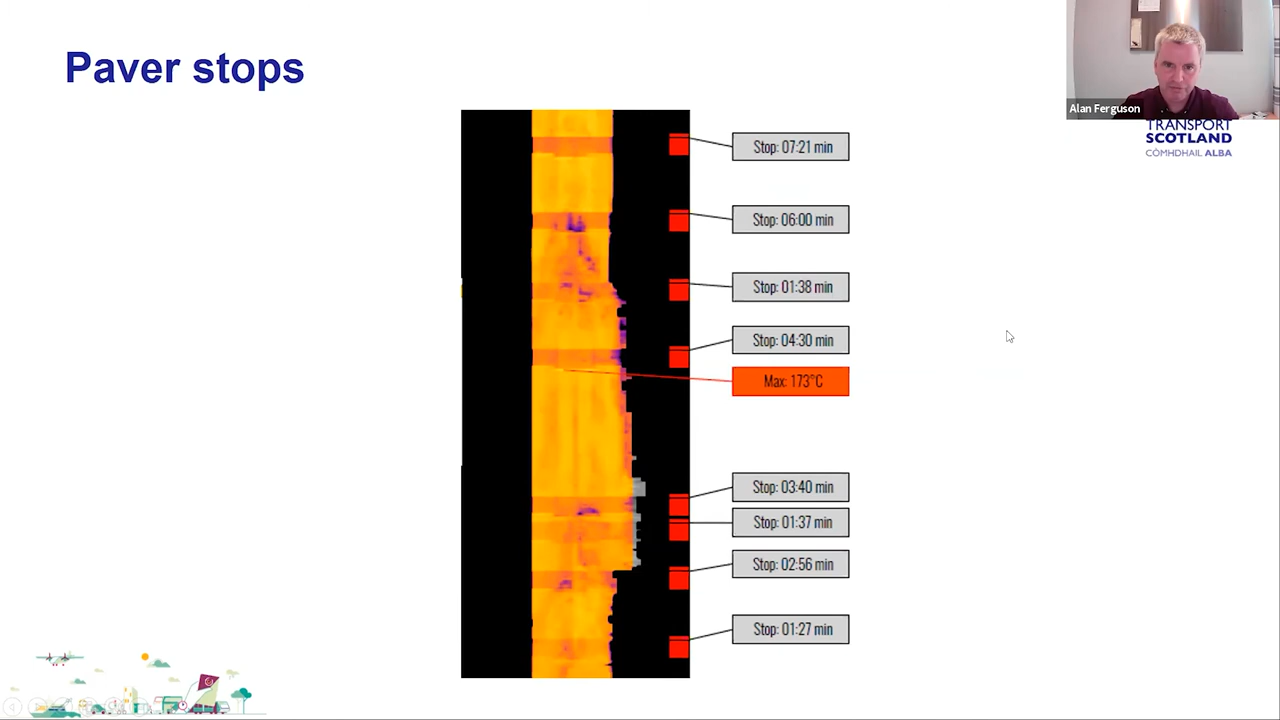 Paver stops
Alan Ferguson
TRANSPORT
SCOTLAND
CÒMHDHAIL ALBA
Stop: 07:21 min
Stop: 06:00 min
Stop: 01:38 min
Stop: 04:30 min
Max: 173°C
Stop: 03:40 min
Stop: 01:37 min
Stop: 02:56 min
Stop: 01:27 min